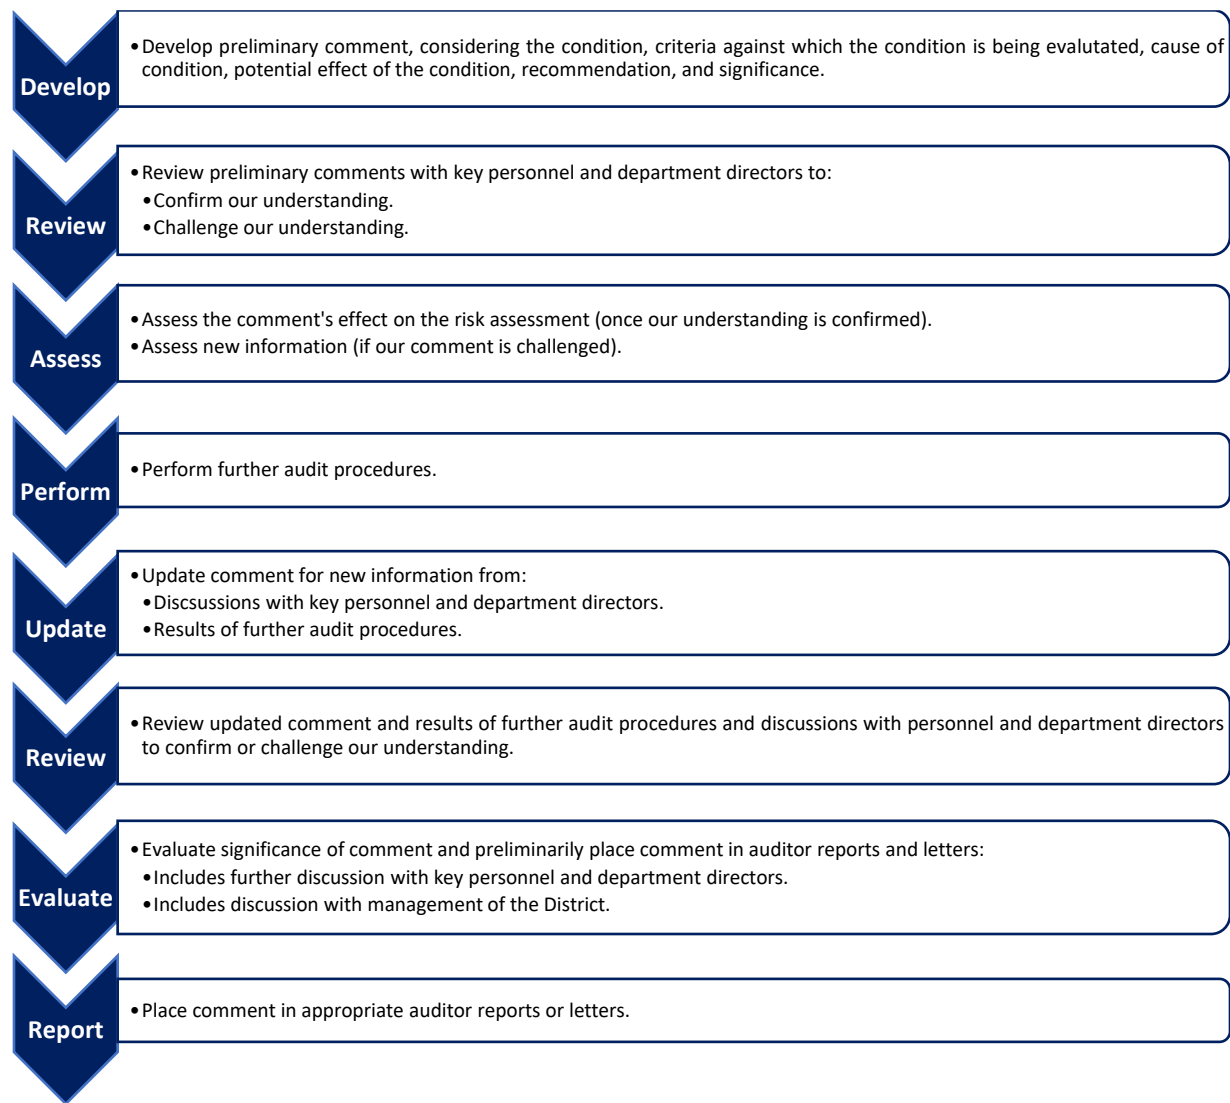 Develop
•Develop preliminary comment, considering the condition, criteria against which the condition is being evalutated, cause of
condition, potential effect of the condition, recommendation, and significance.
Review
•Review preliminary comments with key personnel and department directors to:
•Confirm our understanding.
•Challenge our understanding.
Assess
•Assess the comment's effect on the risk assessment (once our understanding is confirmed).
•Assess new information (if our comment is challenged).
Perform
•Perform further audit procedures.
Update
•Update comment for new information from:
•Discsussions with key personnel and department directors.
•Results of further audit procedures.
Review
•Review updated comment and results of further audit procedures and discussions with personnel and department directors
to confirm or challenge our understanding.
Evaluate
•Evaluate significance of comment and preliminarily place comment in auditor reports and letters:
•Includes further discussion with key personnel and department directors.
•Includes discussion with management of the District.
Report
•Place comment in appropriate auditor reports or letters.